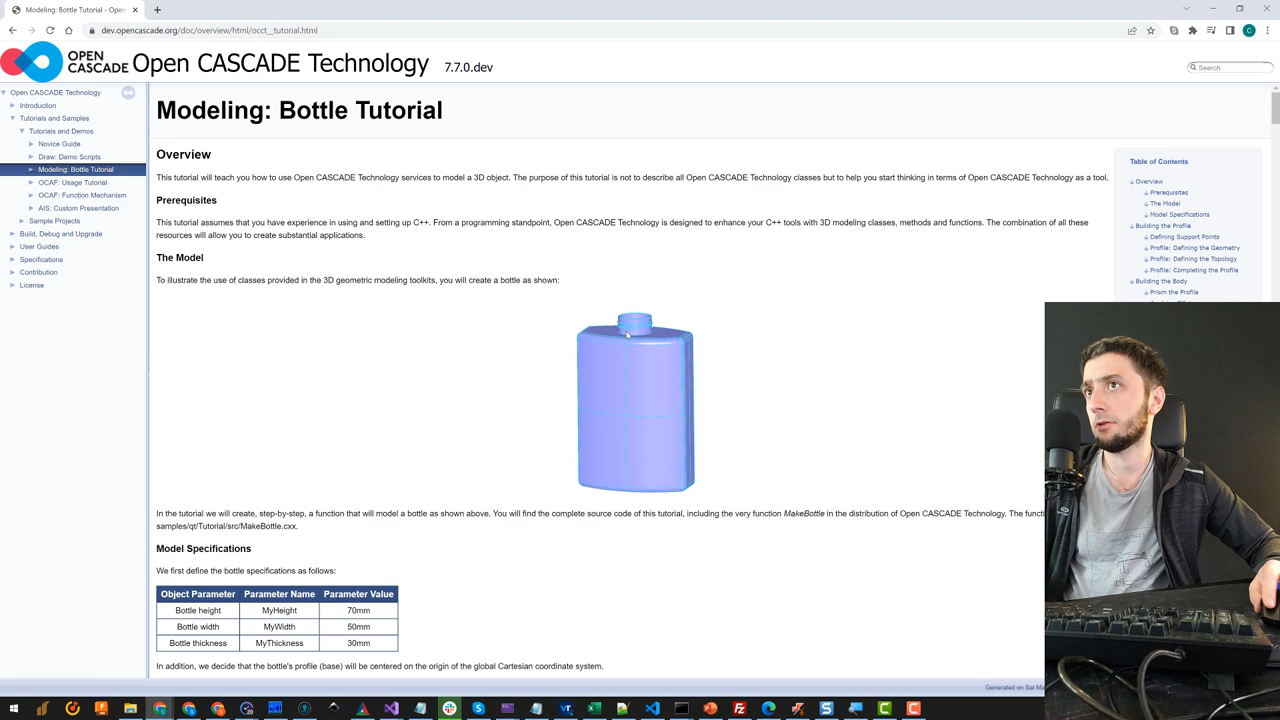 Modeling: Bottle Tutorial - Open
dev.opencascade.org/doc/overview/html/occt__tutorial.html
OPEN CASCADE
Open CASCADE Technology 7.7.0.dev
Search
Open CASCADE Technology
Introduction
Tutorials and Samples
Tutorials and Demos
Novice Guide
Draw: Demo Scripts
Modeling: Bottle Tutorial
OCAF: Usage Tutorial
OCAF: Function Mechanism
AIS: Custom Presentation
Sample Projects
Build, Debug and Upgrade
User Guides
Specifications
Contribution
License
Modeling: Bottle Tutorial
Overview
This tutorial will teach you how to use Open CASCADE Technology services to model a 3D object. The purpose of this tutorial is not to describe all Open CASCADE Technology classes but to help you start thinking in terms of Open CASCADE Technology as a tool.
Prerequisites
This tutorial assumes that you have experience in using and setting up C++. From a programming standpoint, Open CASCADE Technology is designed to enhance your C++ tools with 3D modeling classes, methods and functions. The combination of all these
resources will allow you to create substantial applications.
The Model
To illustrate the use of classes provided in the 3D geometric modeling toolkits, you will create a bottle as shown:
In the tutorial we will create, step-by-step, a function that will model a bottle as shown above. You will find the complete source code of this tutorial, including the very function MakeBottle in the distribution of Open CASCADE Technology. The functi
samples/qt/Tutorial/src/MakeBottle.cxx.
Model Specifications
We first define the bottle specifications as follows:
Object Parameter Parameter Name Parameter Value
Bottle height MyHeight 70mm
Bottle width MyWidth 50mm
Bottle thickness MyThickness 30mm
In addition, we decide that the bottle's profile (base) will be centered on the origin of the global Cartesian coordinate system.
Table of Contents
Overview
Prerequisites
The Model
Model Specifications
Building the Profile
Defining Support Points
Profile: Defining the Geometry
Profile: Defining the Topology
Profile: Completing the Profile
Building the Body
Prism the Profile
Generated on Sat Ma